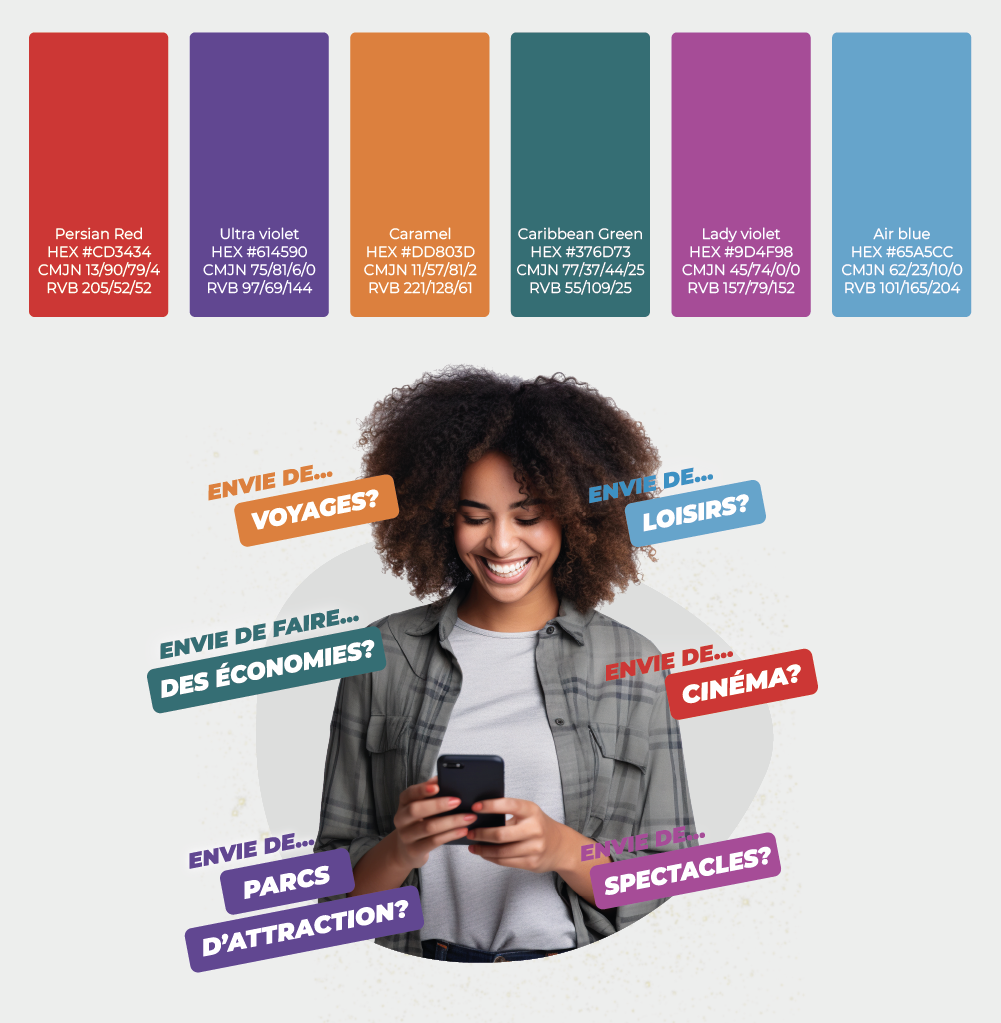 Persian Red
HEX #CD3434
CMJN 13/90/79/4
RVB 205/52/52
Ultra violet
HEX #614590
CMJN 75/81/6/0
RVB 97/69/144
Caramel
HEX #DD803D
CMJN 11/57/81/2
RVB 221/128/61
Caribbean Green
HEX #376D73
CMJN 77/37/44/25
RVB 55/109/25
Lady violet
HEX #9D4F98
CMJN 45/74/0/0
RVB 157/79/152
Air blue
HEX #65A5CC
CMJN 62/23/10/0
RVB 101/165/204
ENVIE DE...
VOYAGES?
ENVIE DE...
LOISIRS?
ENVIE DE FAIRE...
DES ÉCONOMIES?
ENVIE DE...
CINÉMA?
ENVIE DE...
PARCS
D'ATTRACTION?
ENVIE DE...
SPECTACLES?